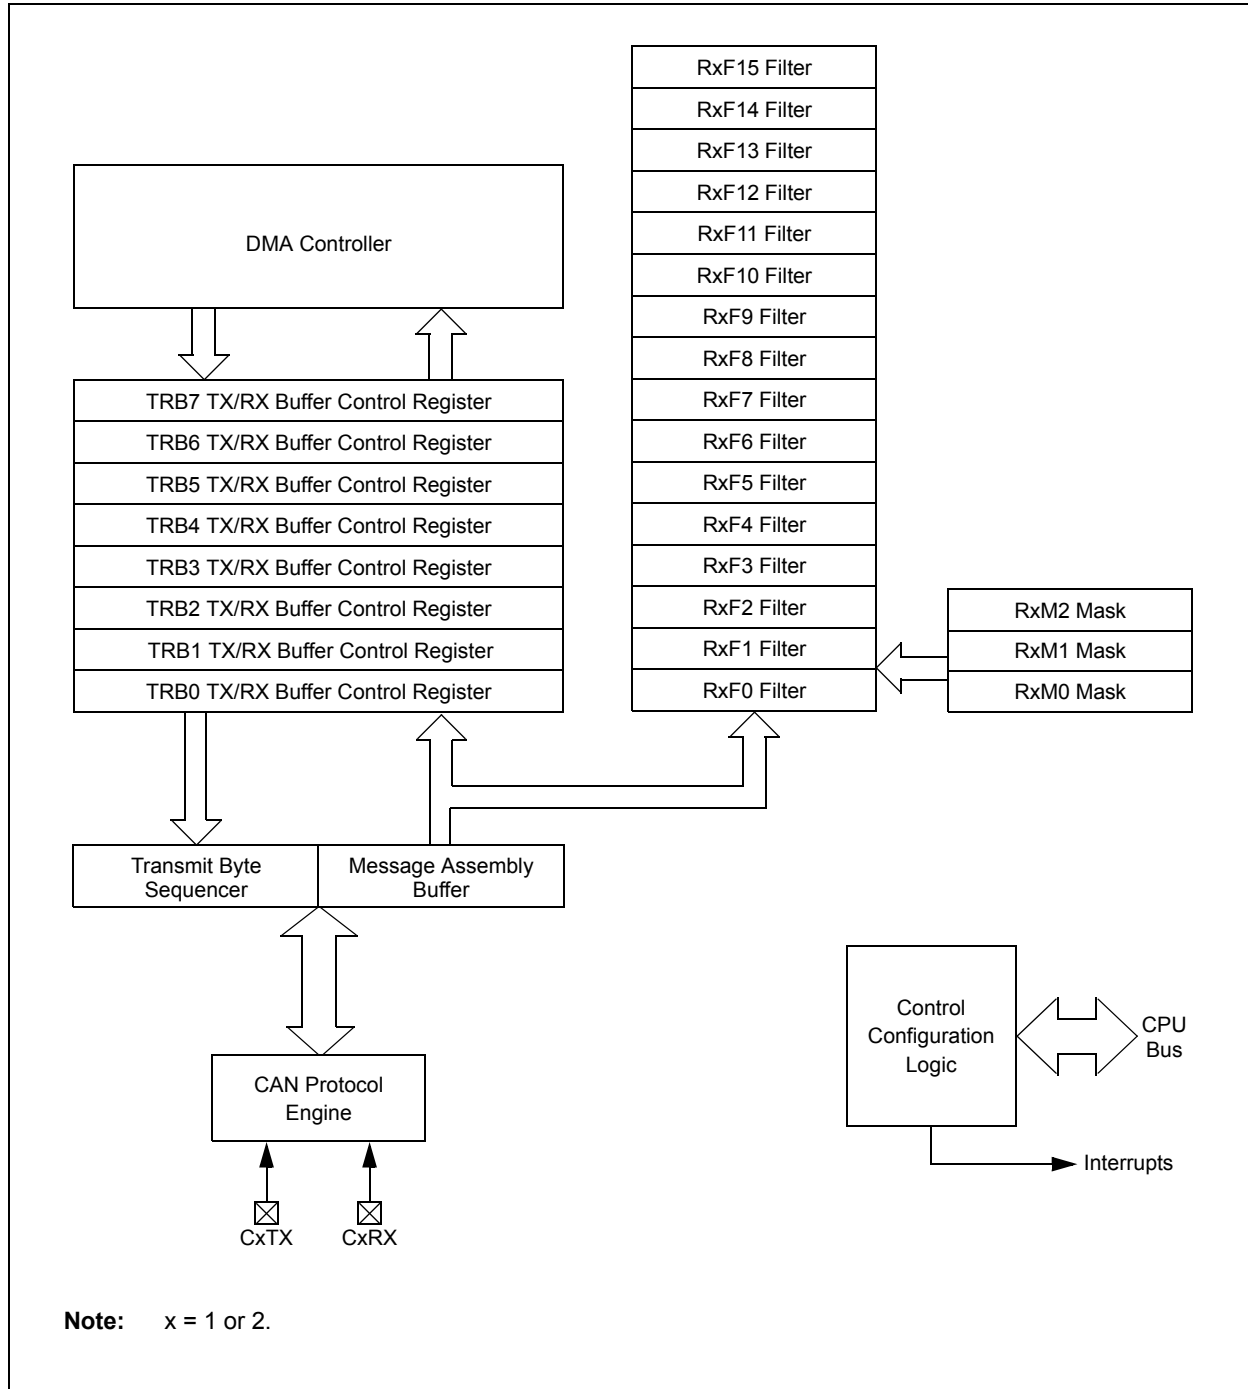 RxF15 Filter
RxF14 Filter
RxF13 Filter
RxF12 Filter
RxF11 Filter
RxF10 Filter
RxF9 Filter
RxF8 Filter
RxF7 Filter
RxF6 Filter
RxF5 Filter
RxF4 Filter
RxF3 Filter
RxF2 Filter
RxF1 Filter
RxF0 Filter
DMA Controller
TRB7 TX/RX Buffer Control Register
TRB6 TX/RX Buffer Control Register
TRB5 TX/RX Buffer Control Register
TRB4 TX/RX Buffer Control Register
TRB3 TX/RX Buffer Control Register
TRB2 TX/RX Buffer Control Register
TRB1 TX/RX Buffer Control Register
TRB0 TX/RX Buffer Control Register
RxM2 Mask
RxM1 Mask
RxM0 Mask
Transmit Byte
Sequencer
Message Assembly
Buffer
CAN Protocol
Engine
CxTX
CxRX
Control
Configuration
Logic
CPU
Bus
Interrupts
Note: x = 1 or 2.